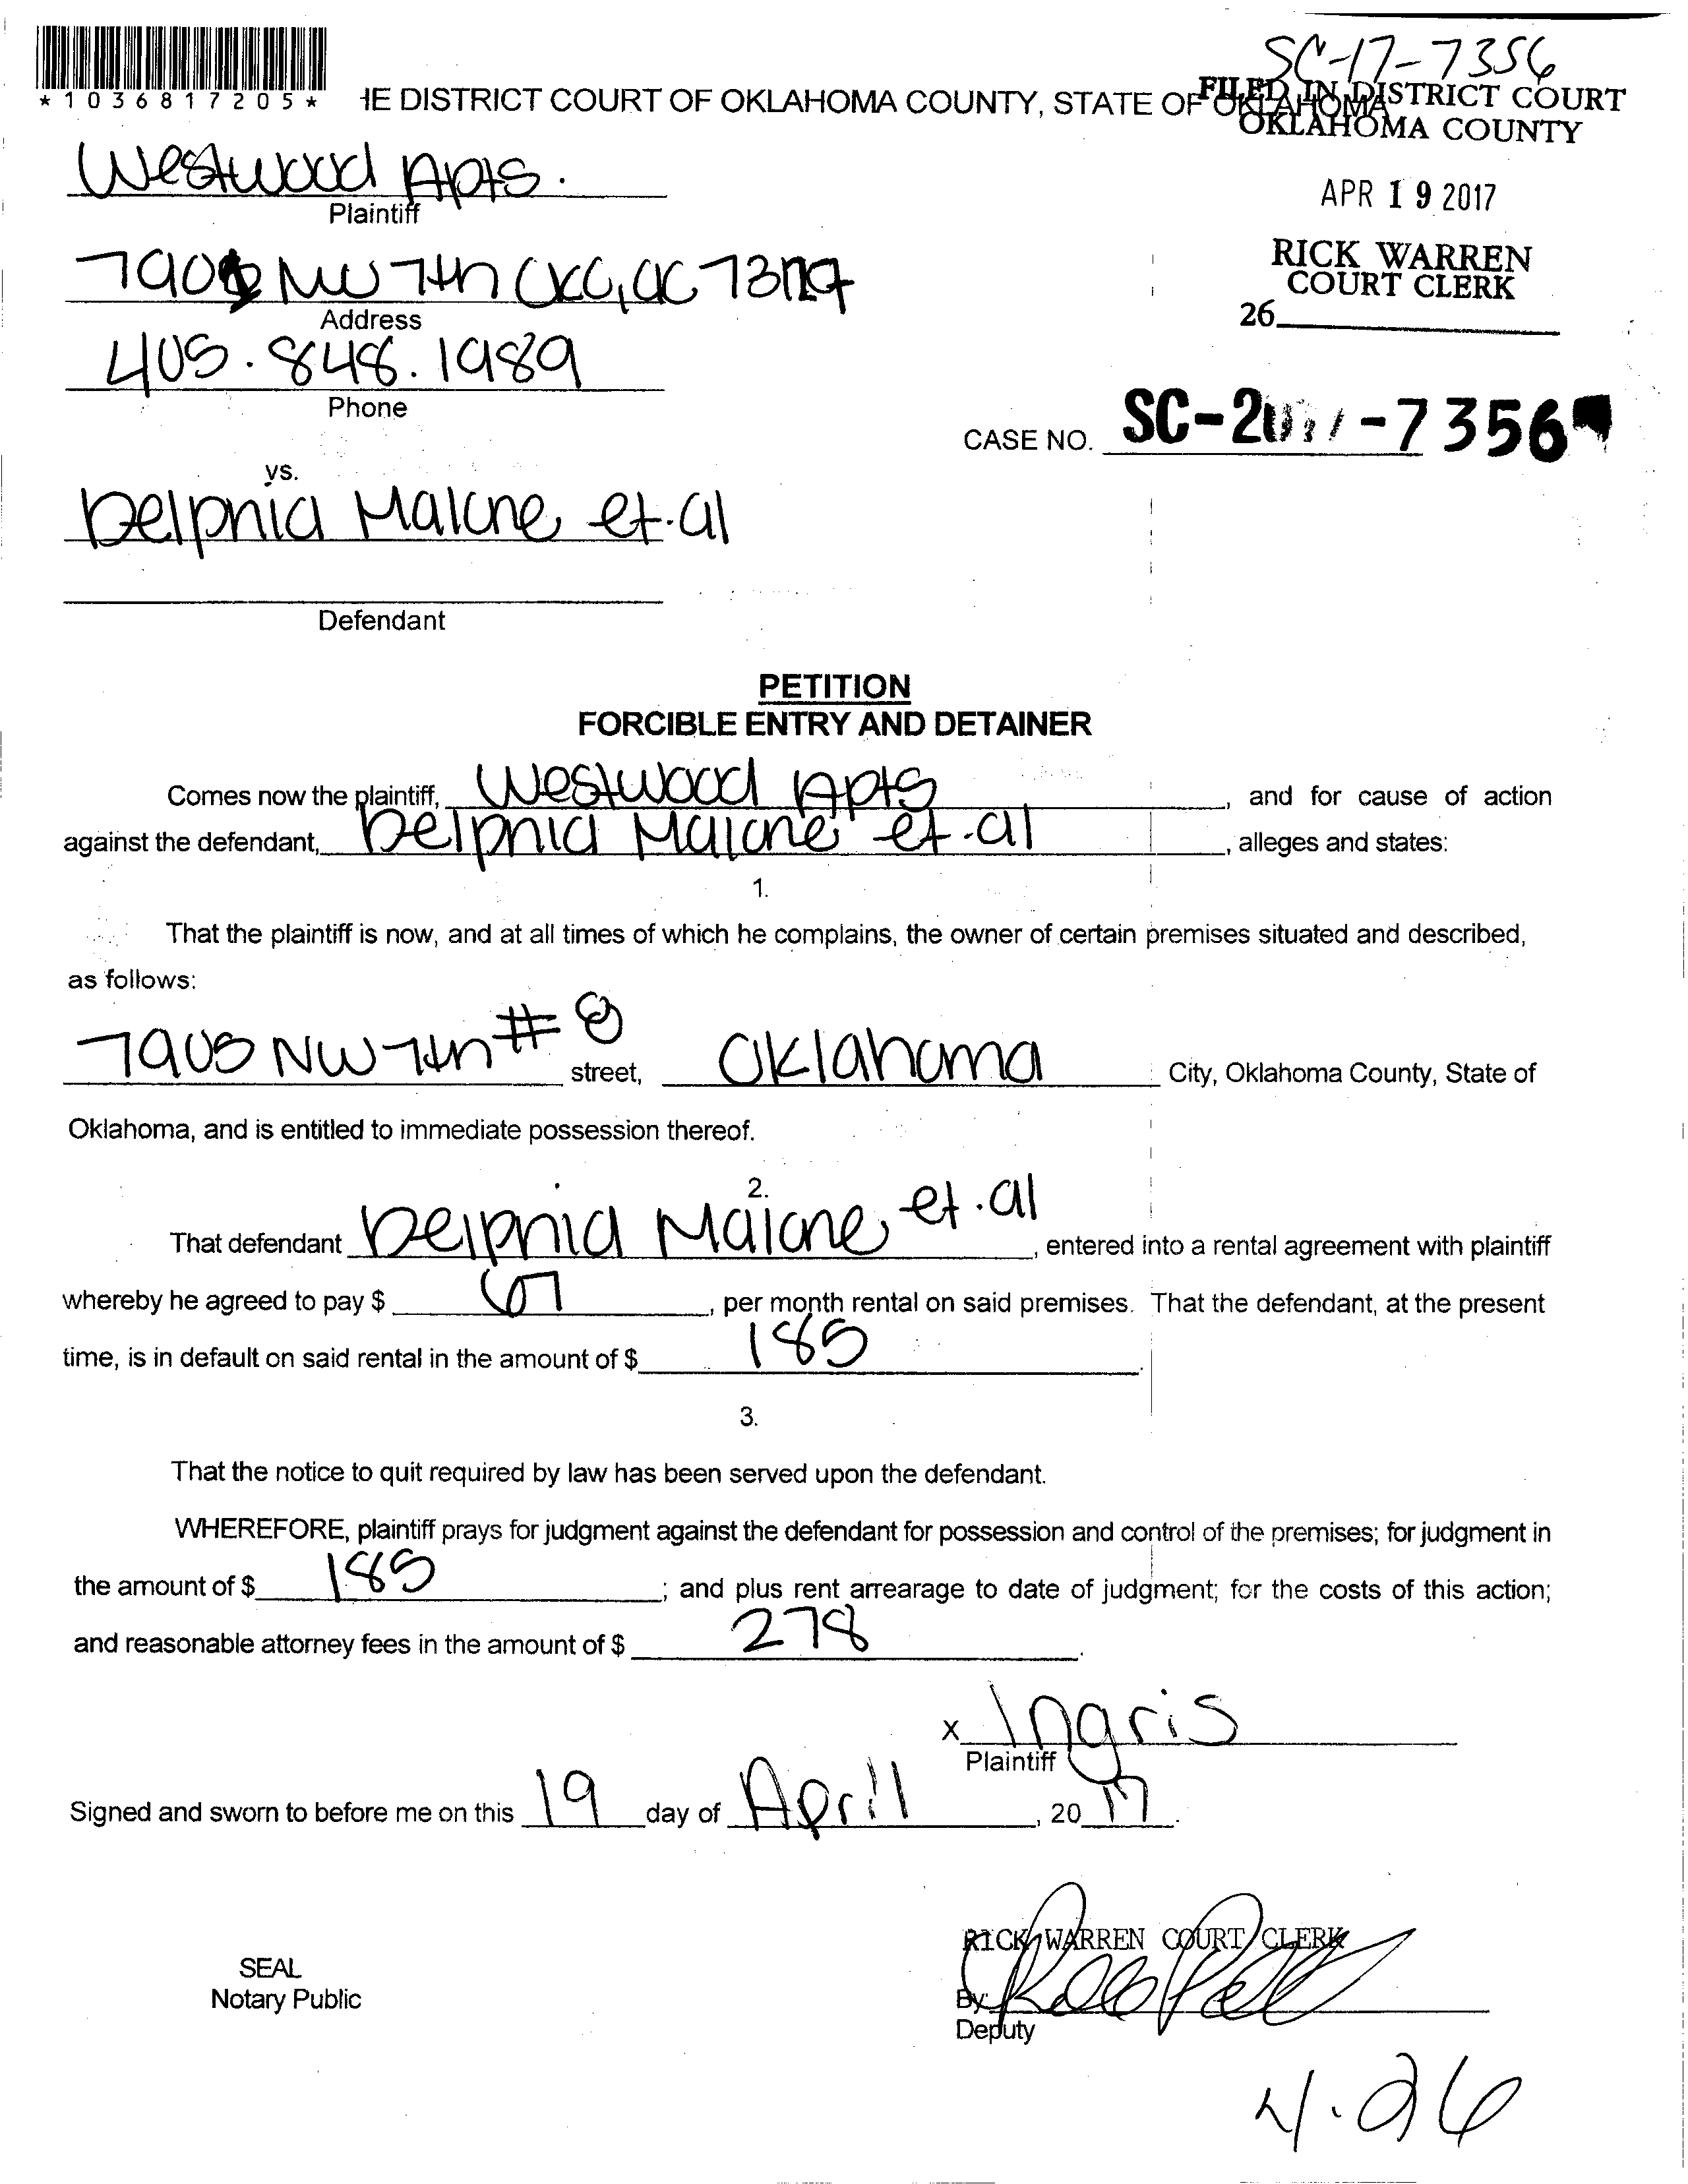 SC-17-7356
*1036817205*
HE DISTRICT COURT OF OKLAHOMA COUNTY, STATE OF OKLAHOMA
FILED IN DISTRICT COURT
OKLAHOMA COUNTY
Westwood Apts.
Plaintiff
APR 19 2017
RICK WARREN
COURT CLERK
26
NW 7th OKC, OK
Address
405.848.1989
Phone
CASE NO. SC-2017-7356
vs.
Delphia Malone et.al
Defendant
PETITION
FORCIBLE ENTRY AND DETAINER
Comes now the plaintiff, Westwood Apts, and for cause of action
against the defendant, Delphia Malone et.al, alleges and states:
1.
That the plaintiff is now, and at all times of which he complains, the owner of certain premises situated and described,
as follows:
7905 NW 7th #8 street, Oklahoma City, Oklahoma County, State of
Oklahoma, and is entitled to immediate possession thereof.
2.
That defendant Delphia Malone, et.al, entered into a rental agreement with plaintiff
whereby he agreed to pay $ 67, per month rental on said premises. That the defendant, at the present
time, is in default on said rental in the amount of $ 185.
3.
That the notice to quit required by law has been served upon the defendant.
WHEREFORE, plaintiff prays for judgment against the defendant for possession and control of the premises; for judgment in
the amount of $ 185; and plus rent arrearage to date of judgment; for the costs of this action;
and reasonable attorney fees in the amount of $ 278.
x Ingris
Plaintiff
Signed and sworn to before me on this 19 day of April, 20 17.
RICK WARREN COURT CLERK
SEAL
Notary Public
By:
Deputy
4.26